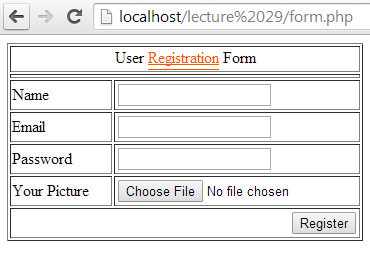 localhost/lecture%2029/form.php
User Registration Form
Name
Email
Password
Your Picture Choose File No file chosen
Register